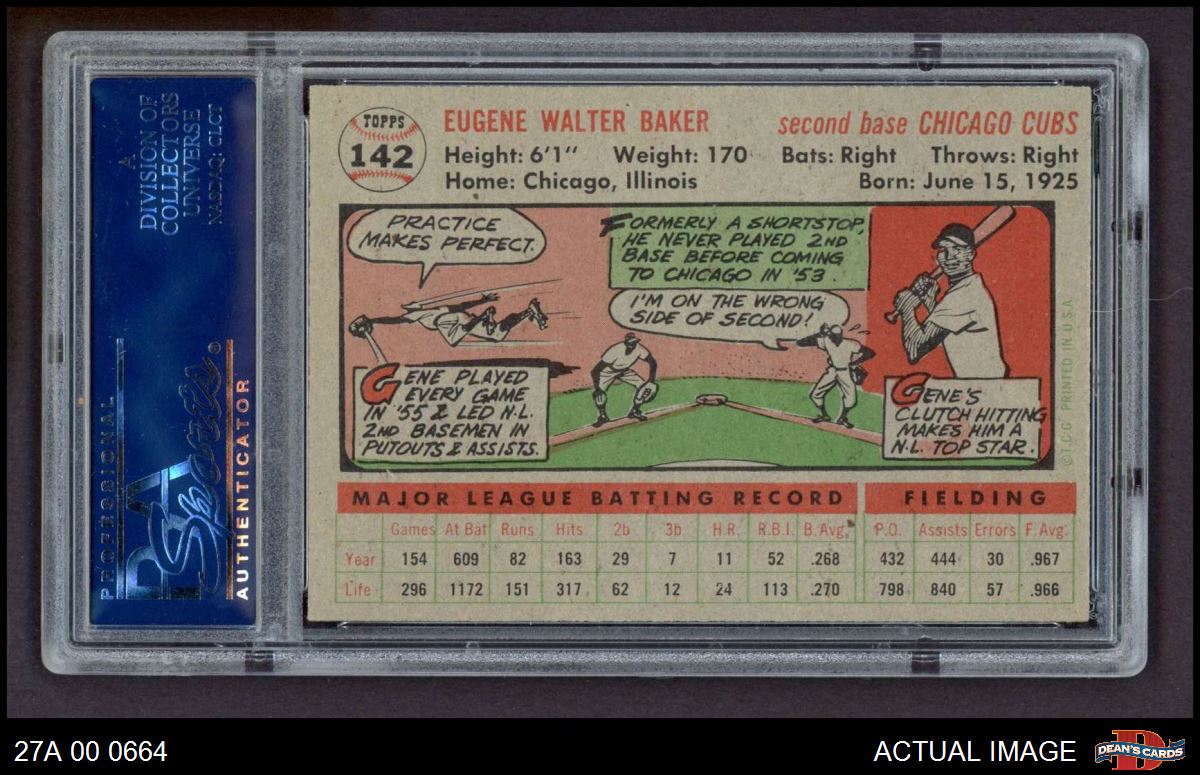 A
DIVISION OF
COLLECTORS
UNIVERSE
NASDAQ: CLCT
PROFESSIONAL
PSA
Sports ®
AUTHENTICATOR
TOPPS
142
EUGENE WALTER BAKER second base CHICAGO CUBS
Height: 6'1" Weight: 170 Bats: Right Throws: Right
Home: Chicago, Illinois Born: June 15, 1925
PRACTICE
MAKES PERFECT.
FORMERLY A SHORTSTOP,
HE NEVER PLAYED 2ND
BASE BEFORE COMING
TO CHICAGO IN '53.
I'M ON THE WRONG
SIDE OF SECOND!
GENE PLAYED
EVERY GAME
IN '55 & LED N.L.
2ND BASEMEN IN
PUTOUTS & ASSISTS.
GENE'S
CLUTCH HITTING
MAKES HIM A
N.L. TOP STAR.
©T.C.G. PRINTED IN U.S.A.
MAJOR LEAGUE BATTING RECORD FIELDING
Games At Bat Runs Hits 2b 3b H.R. R.B.I. B. Avg. P.O. Assists Errors F. Avg.
Year 154 609 82 163 29 7 11 52 .268 432 444 30 .967
Life 296 1172 151 317 62 12 24 113 .270 798 840 57 .966
27A 00 0664 ACTUAL IMAGE
D
DEAN'S CARDS